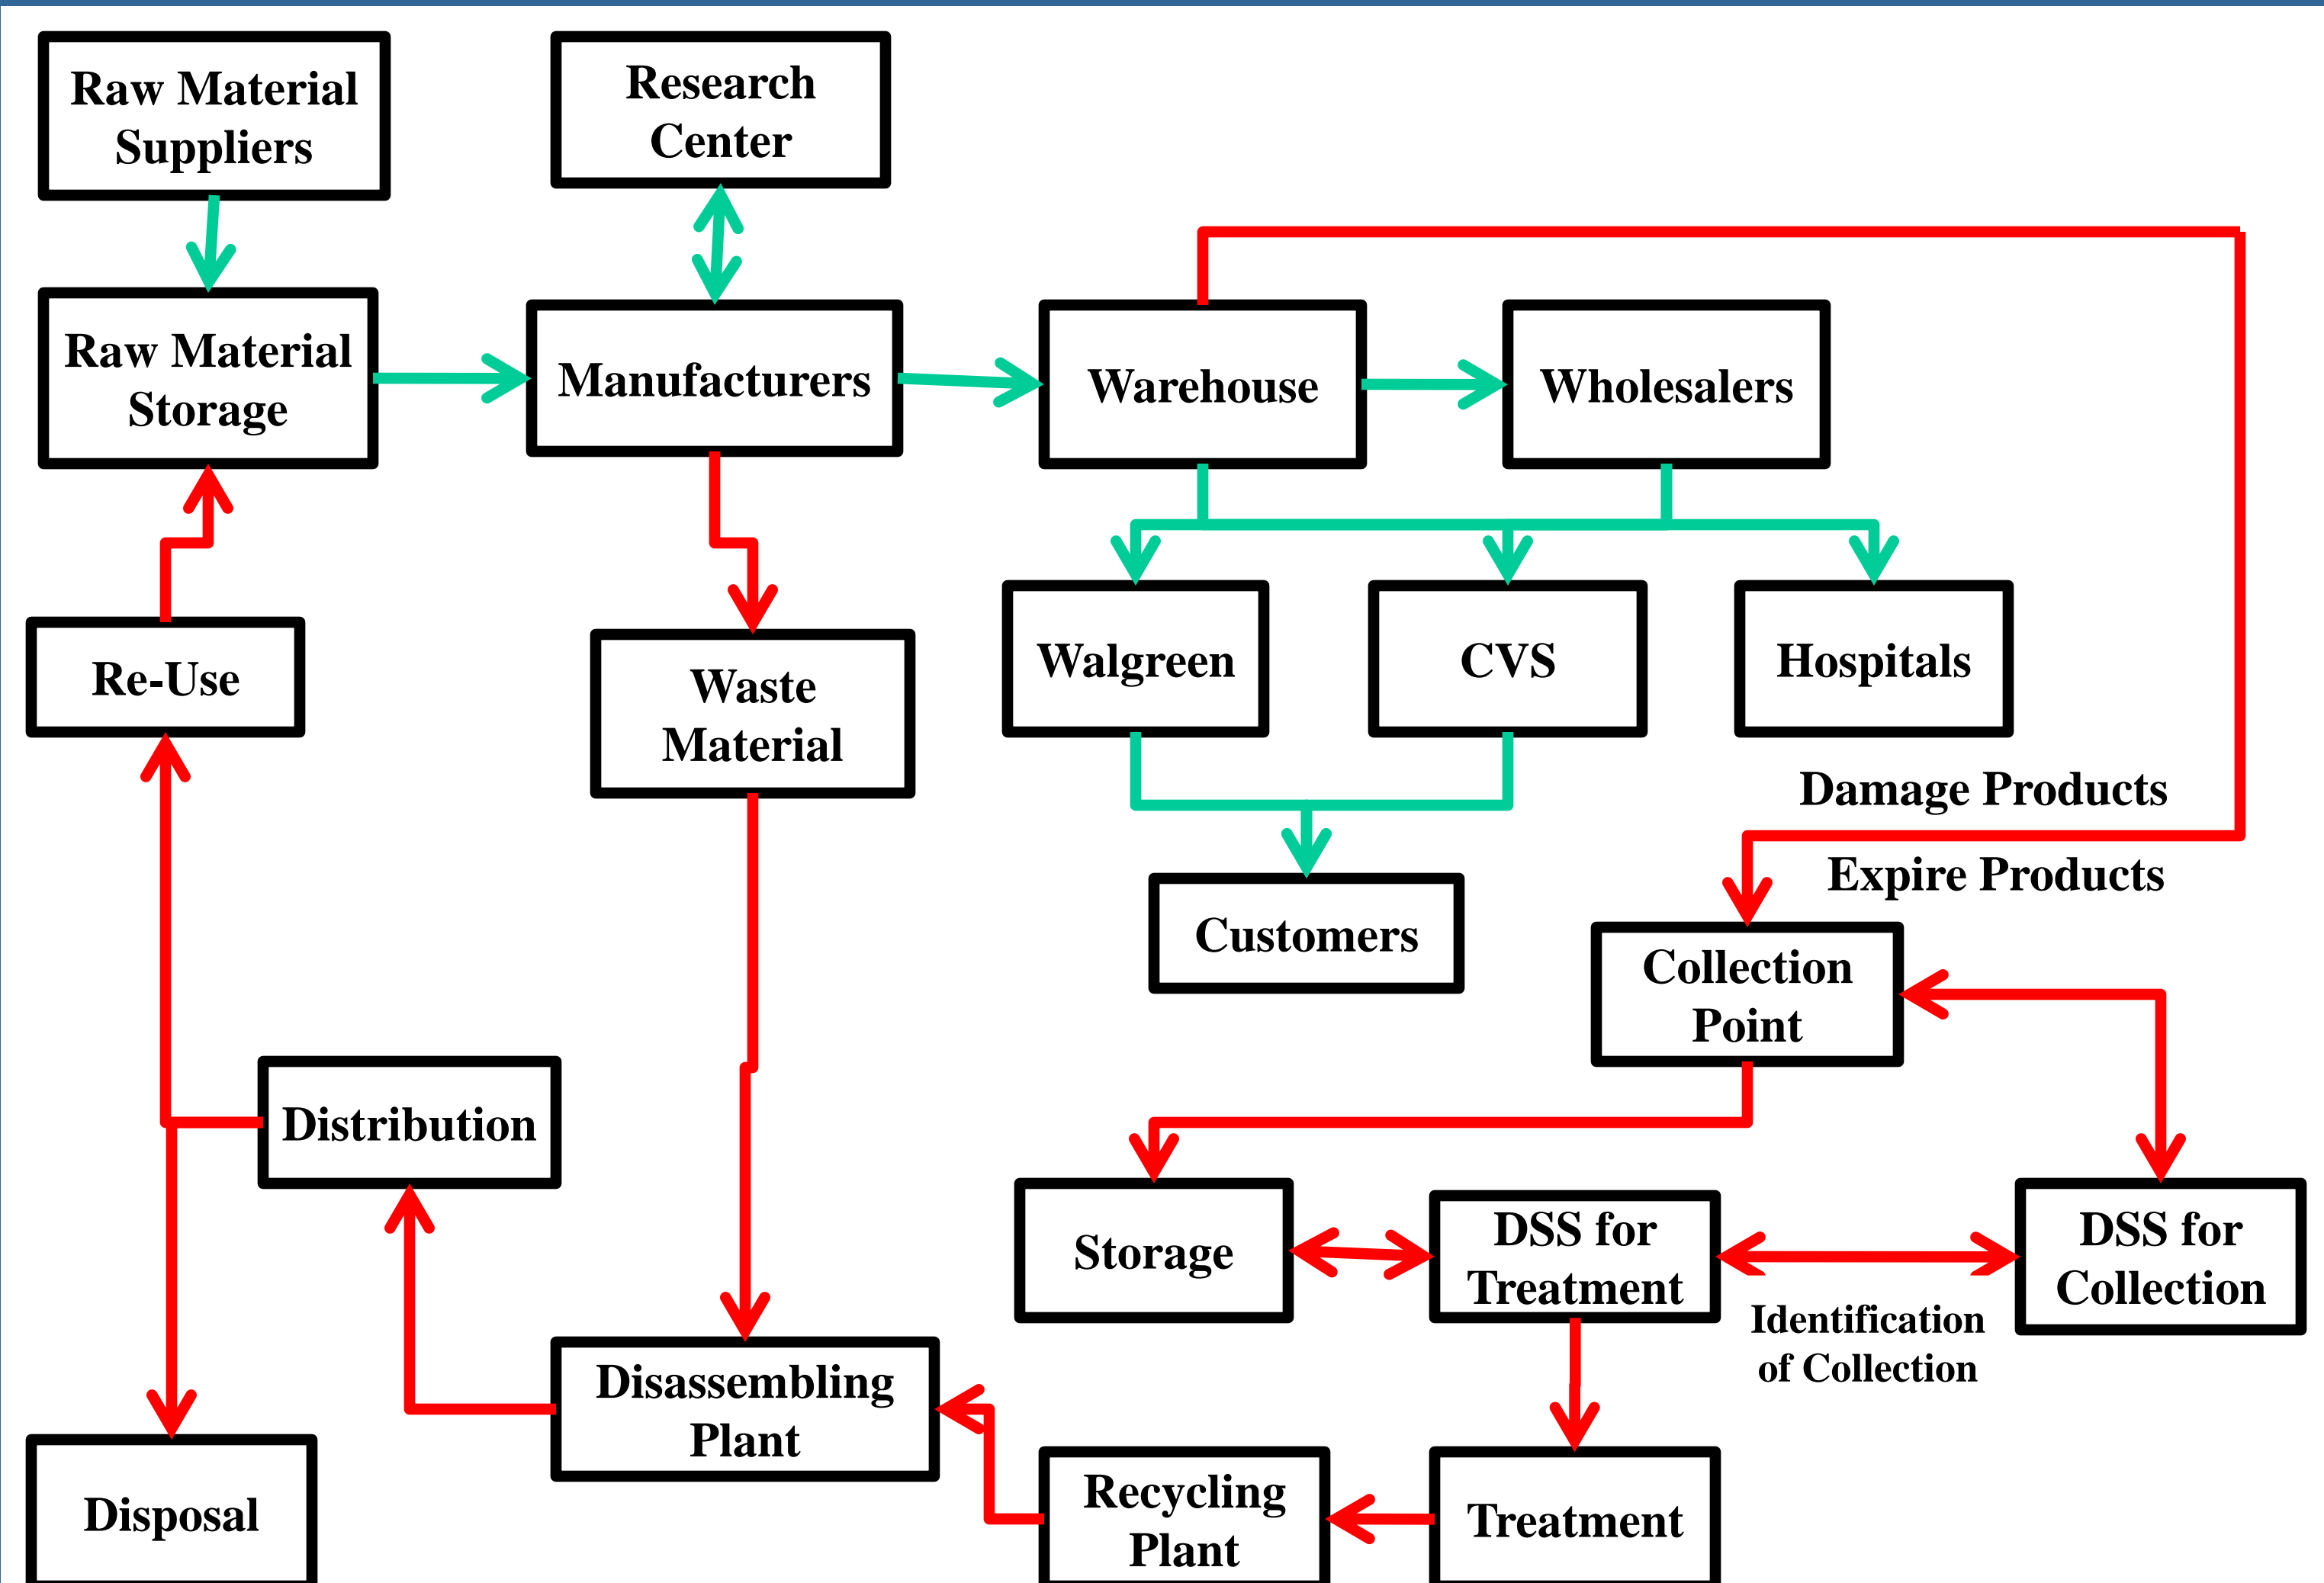 Raw Material
Suppliers
Research
Center
Raw Material
Storage
Manufacturers
Warehouse
Wholesalers
Re-Use
Waste
Material
Walgreen
CVS
Hospitals
Damage Products
Expire Products
Customers
Collection
Point
Distribution
Storage
DSS for
Treatment
DSS for
Collection
Identification
of Collection
Disassembling
Plant
Disposal
Recycling
Plant
Treatment